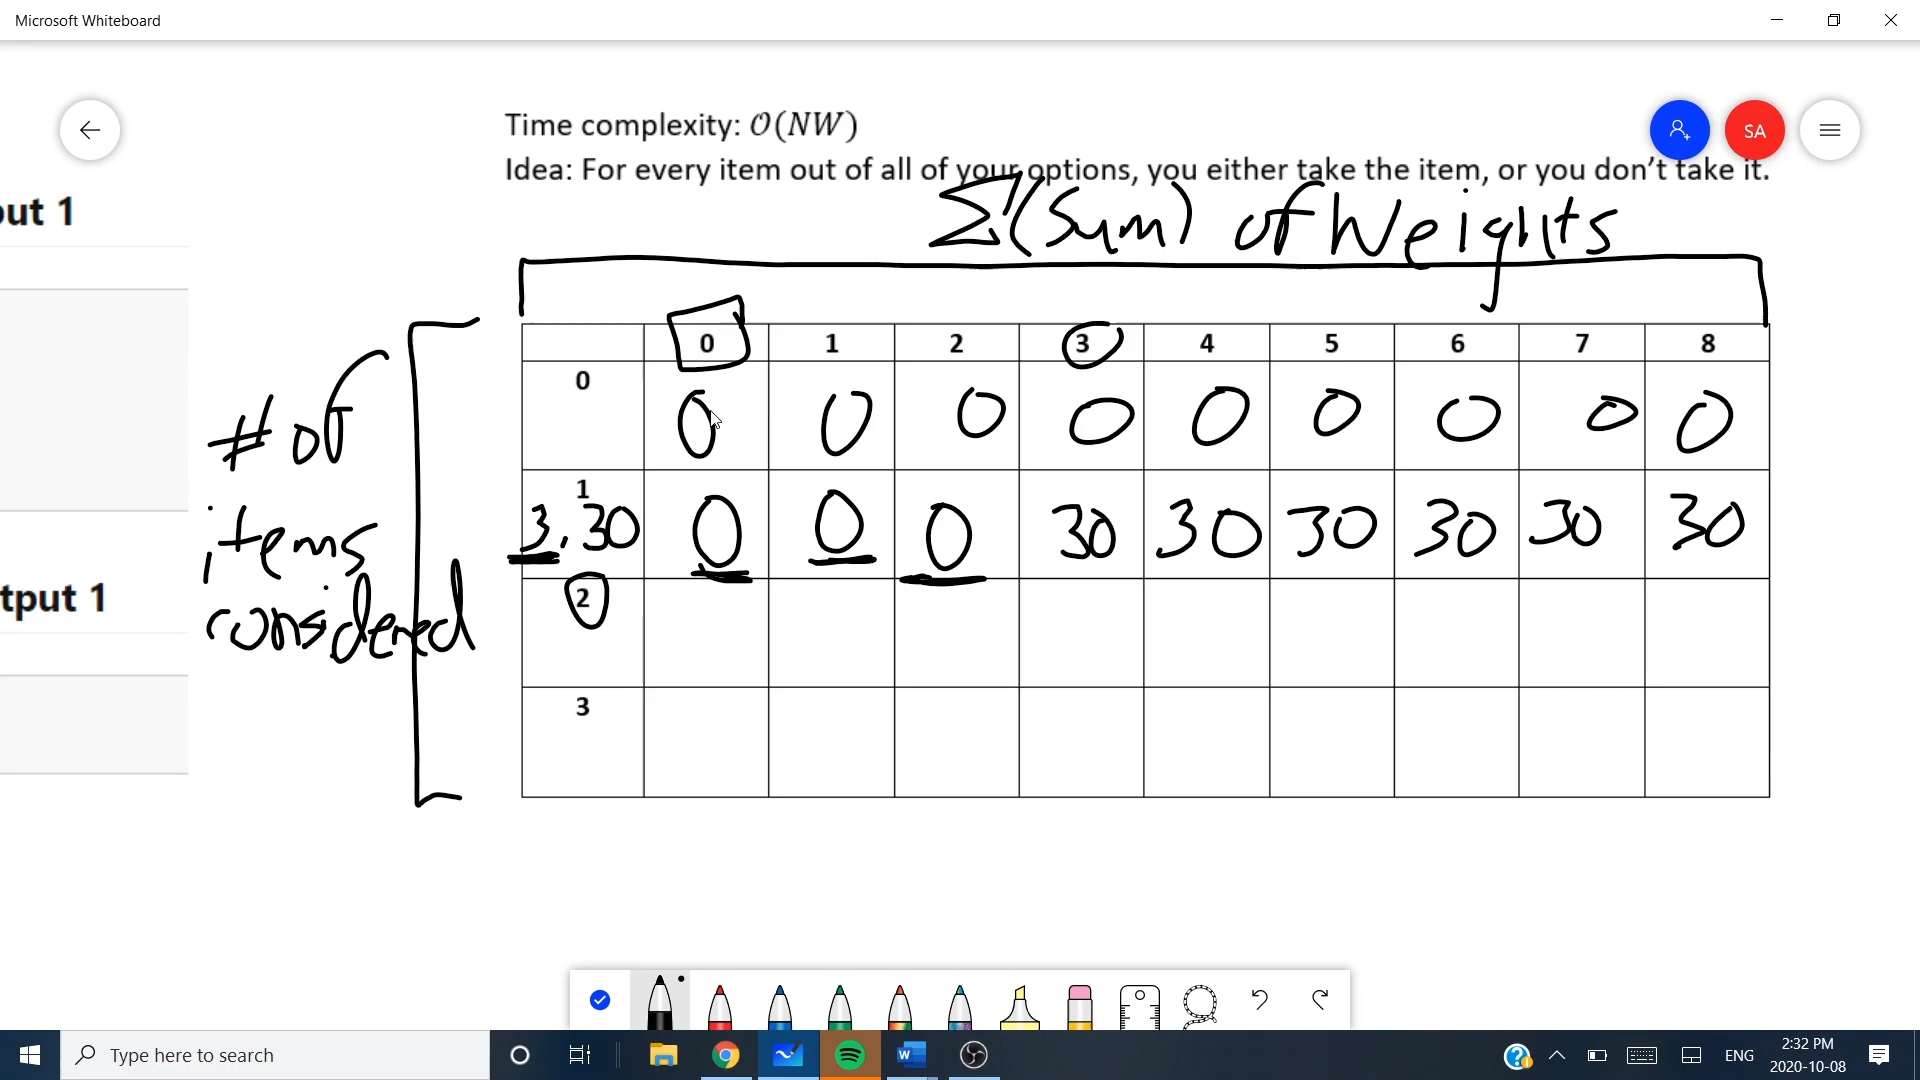 Microsoft Whiteboard
Time complexity: 𝒪(NW)
Idea: For every item out of all of your options, you either take the item, or you don't take it.
SA
put 1
Σ(Sum) of Weights
0 1 2 3 4 5 6 7 8
0
0 0 0 0 0 0 0 0 0
# of
items
considered
1
3, 30 0 0 0 30 30 30 30 30 30
2
tput 1
3
Type here to search
ENG
2:32 PM
2020-10-08